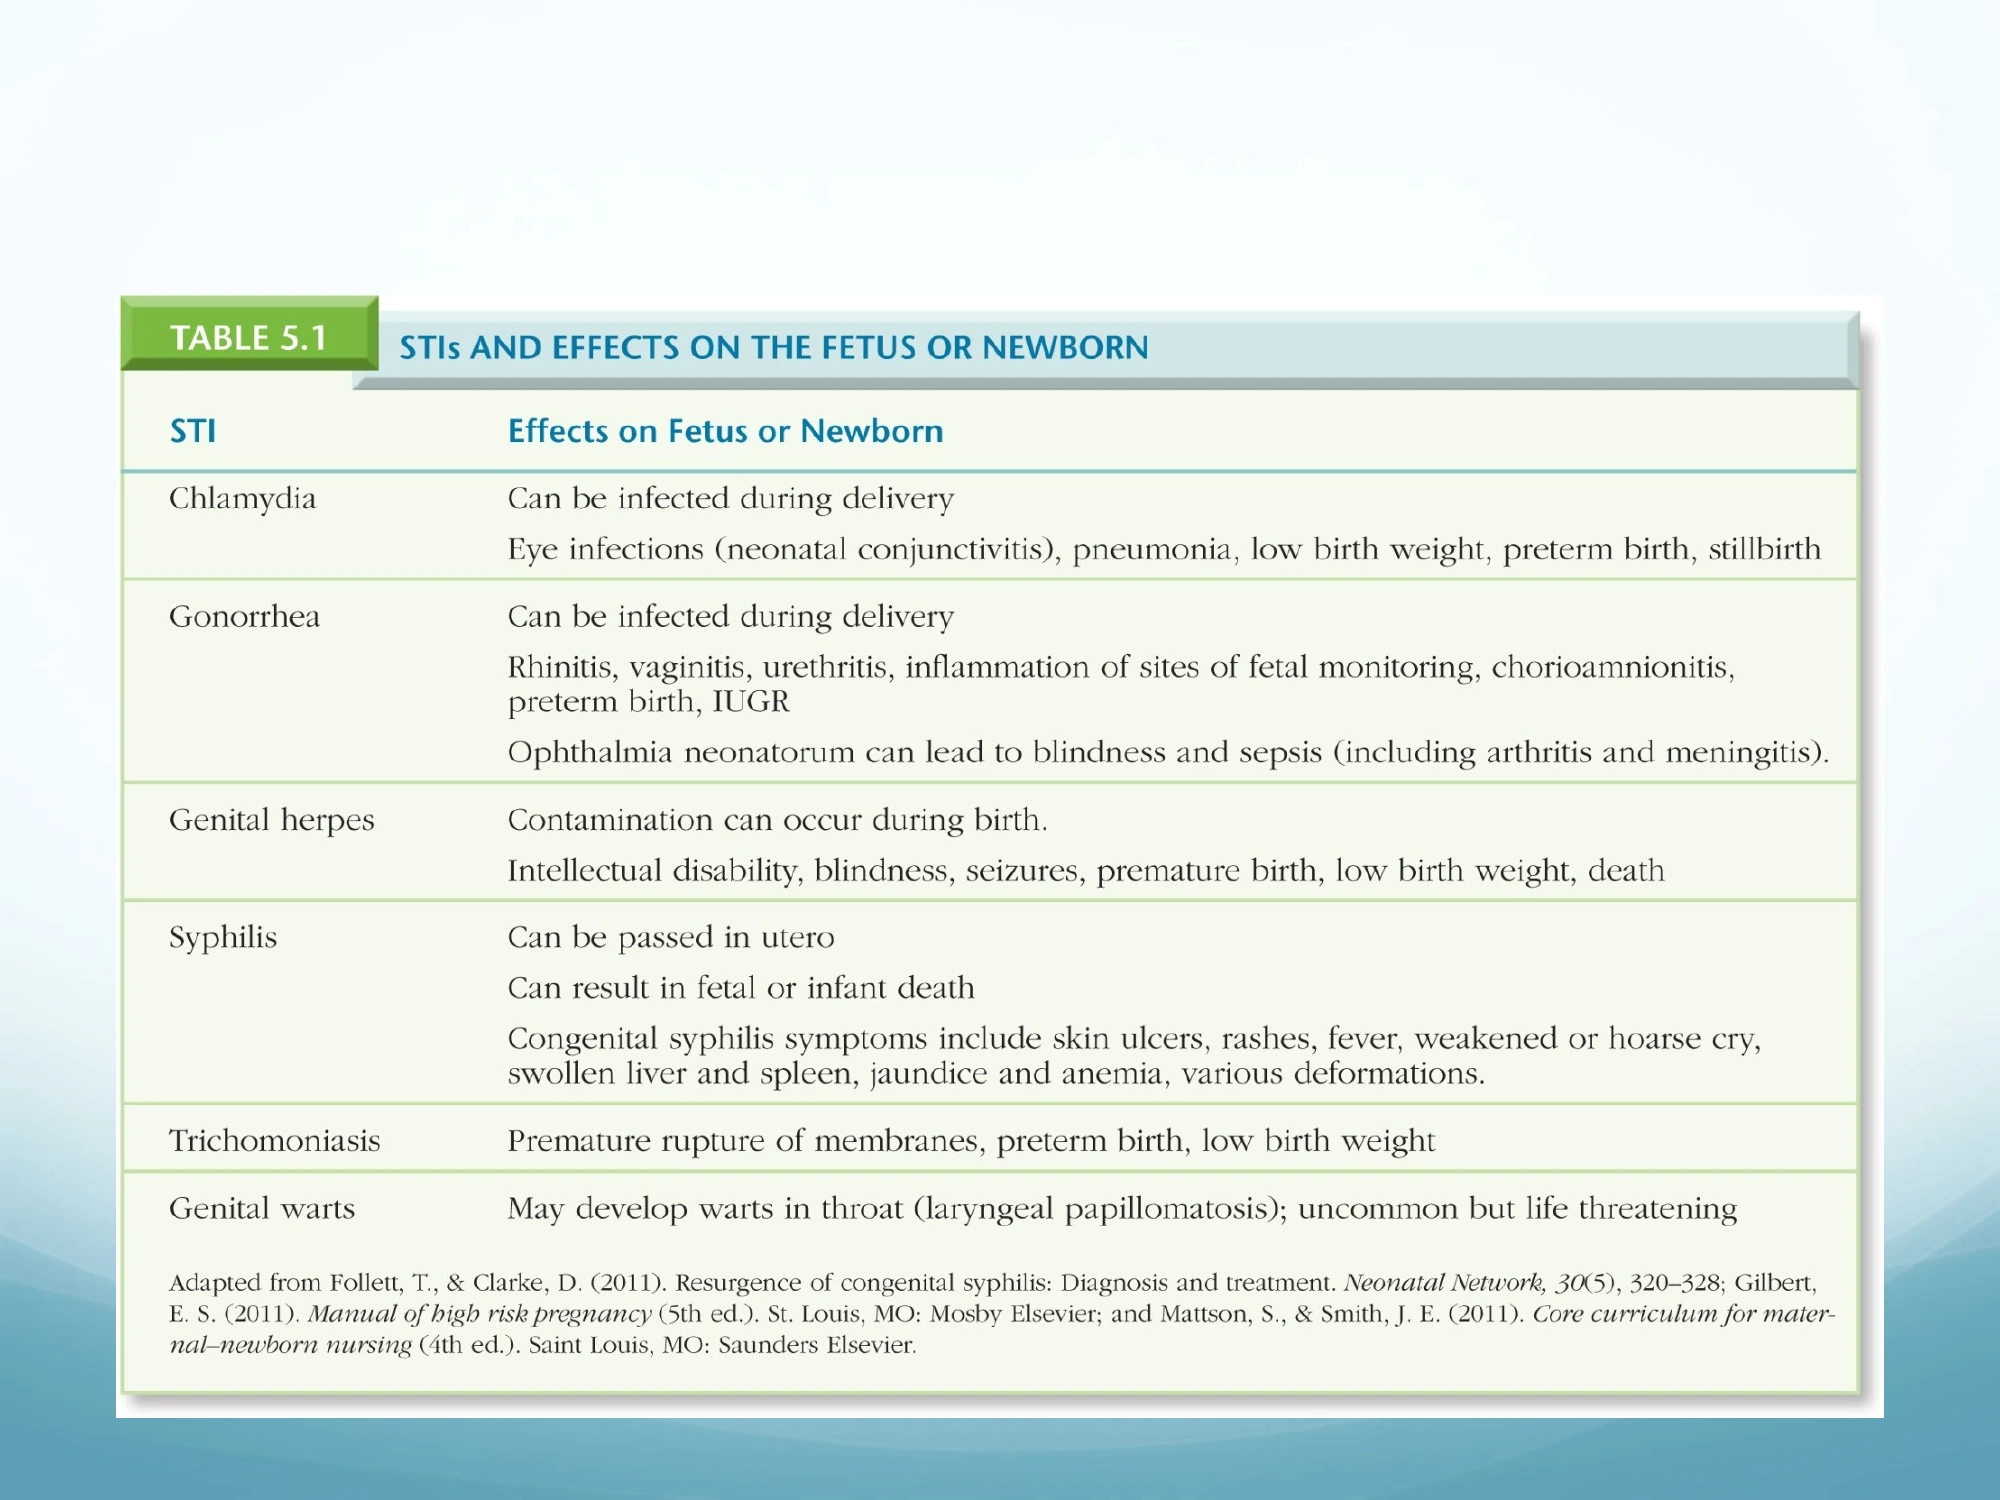 TABLE 5.1
STIs AND EFFECTS ON THE FETUS OR NEWBORN
STI Effects on Fetus or Newborn
Chlamydia Can be infected during delivery
Eye infections (neonatal conjunctivitis), pneumonia, low birth weight, preterm birth, stillbirth
Gonorrhea Can be infected during delivery
Rhinitis, vaginitis, urethritis, inflammation of sites of fetal monitoring, chorioamnionitis,
preterm birth, IUGR
Ophthalmia neonatorum can lead to blindness and sepsis (including arthritis and meningitis).
Genital herpes Contamination can occur during birth.
Intellectual disability, blindness, seizures, premature birth, low birth weight, death
Syphilis Can be passed in utero
Can result in fetal or infant death
Congenital syphilis symptoms include skin ulcers, rashes, fever, weakened or hoarse cry,
swollen liver and spleen, jaundice and anemia, various deformations.
Trichomoniasis Premature rupture of membranes, preterm birth, low birth weight
Genital warts May develop warts in throat (laryngeal papillomatosis); uncommon but life threatening
Adapted from Follett, T., & Clarke, D. (2011). Resurgence of congenital syphilis: Diagnosis and treatment. Neonatal Network, 30(5), 320–328; Gilbert,
E. S. (2011). Manual of high risk pregnancy (5th ed.). St. Louis, MO: Mosby Elsevier; and Mattson, S., & Smith, J. E. (2011). Core curriculum for mater-
nal–newborn nursing (4th ed.). Saint Louis, MO: Saunders Elsevier.